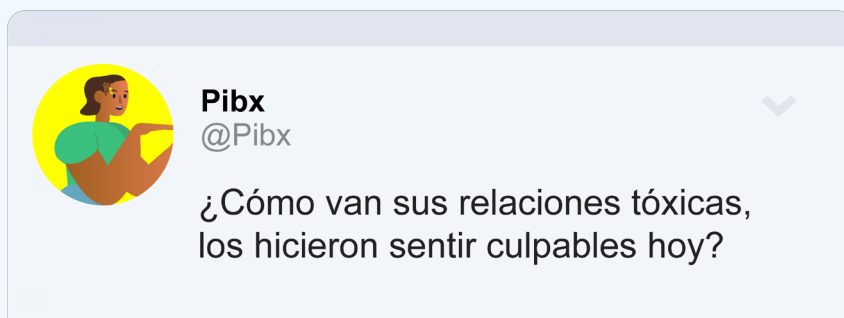 Pibx
@Pibx
¿Cómo van sus relaciones tóxicas,
los hicieron sentir culpables hoy?